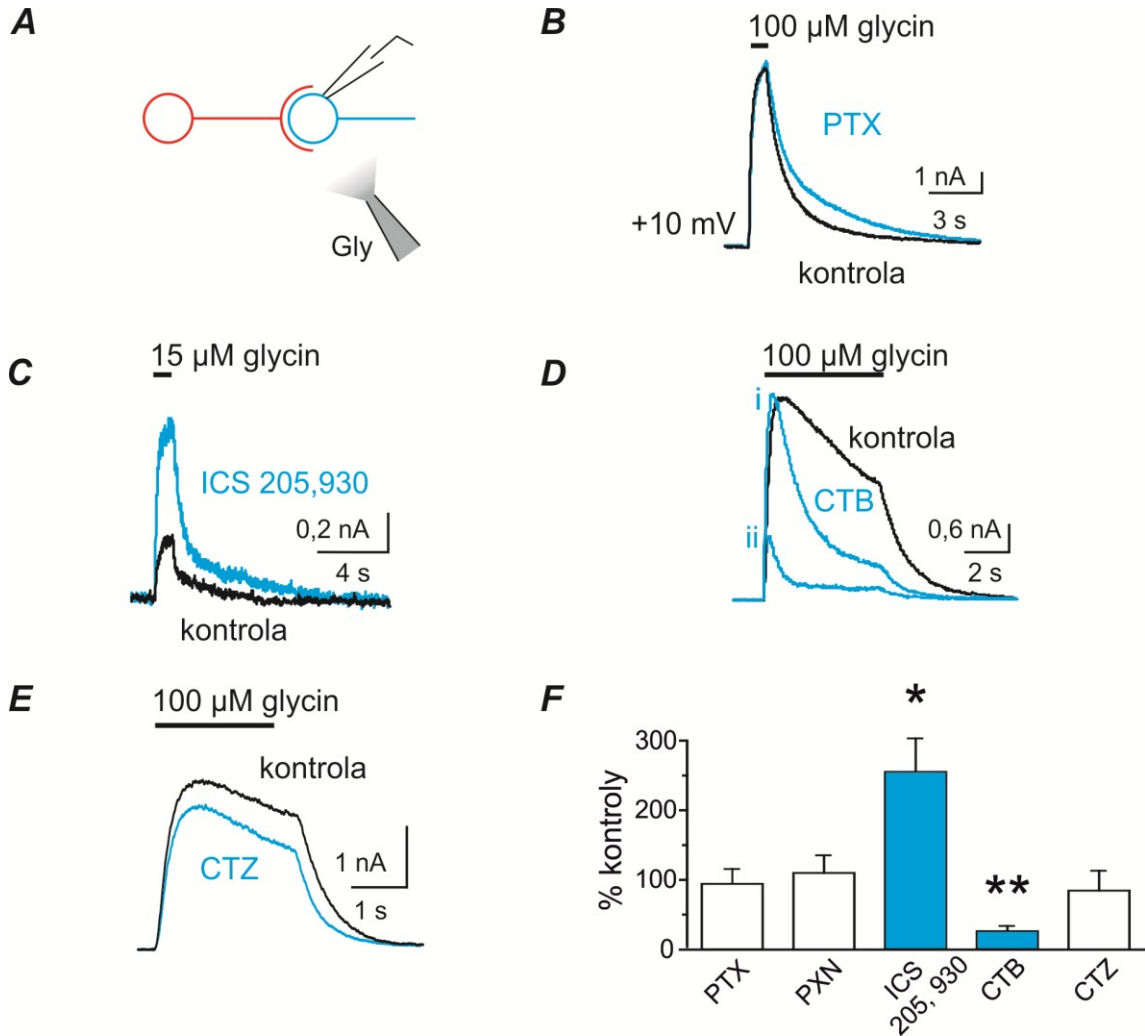 A
Gly
B
100 µM glycin
PTX
1 nA
3 s
+10 mV
kontrola
C
15 µM glycin
ICS 205,930
0,2 nA
4 s
kontrola
D
100 µM glycin
i
kontrola
CTB
0,6 nA
ii
2 s
E
100 µM glycin
kontrola
CTZ
1 nA
1 s
F
% kontroly
300
200
100
0
*
**
PTX
PXN
ICS
205, 930
CTB
CTZ